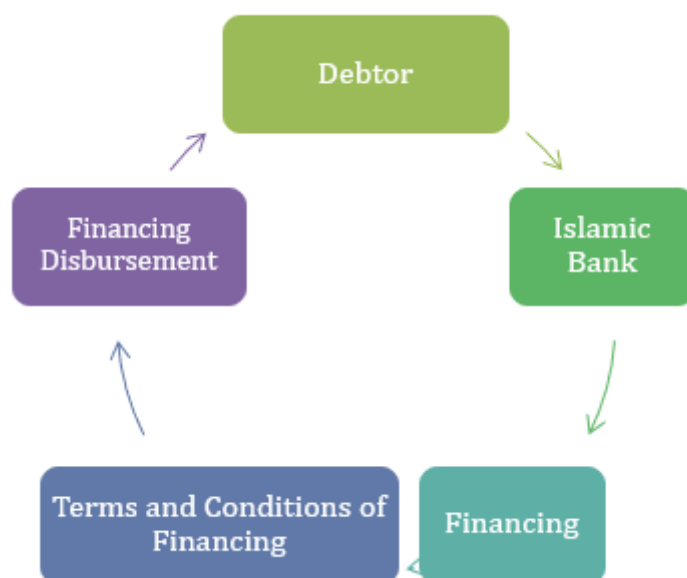 Debtor
Islamic
Bank
Financing
Terms and Conditions of
Financing
Financing
Disbursement